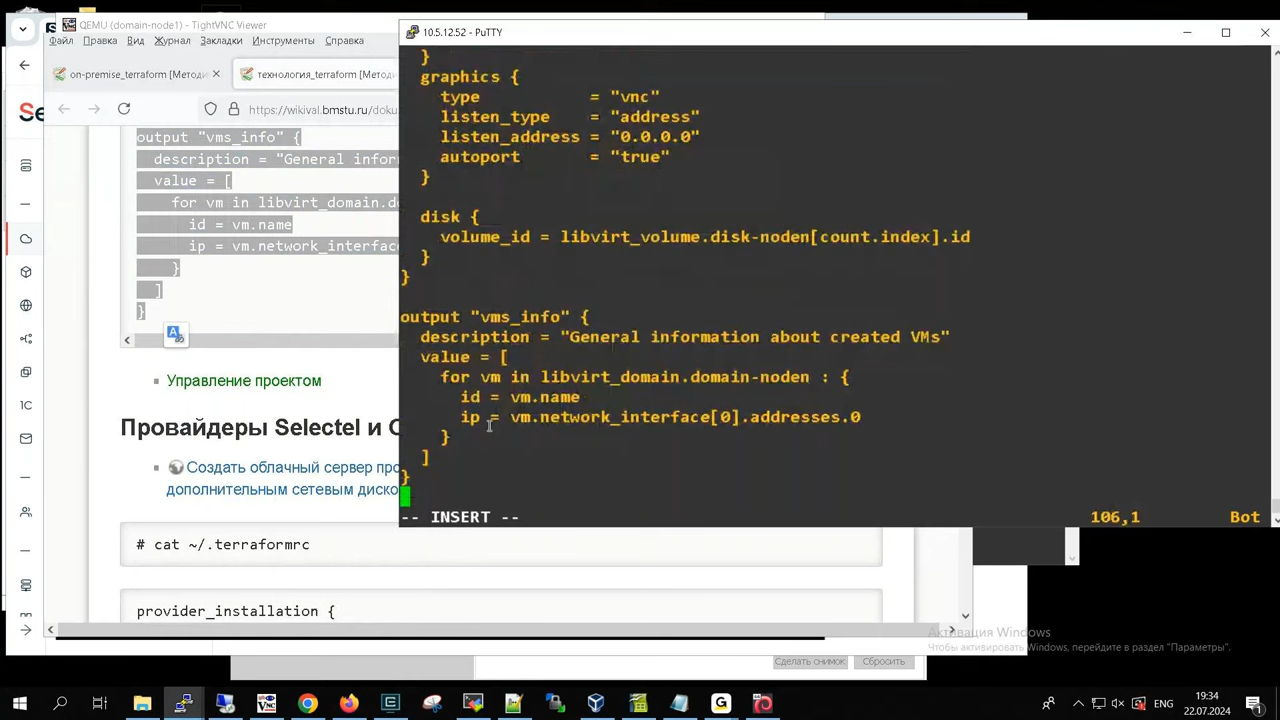 QEMU (domain-node1) - TightVNC Viewer
10.5.12.52 - PuTTY
Файл Правка Вид Журнал Закладки Инструменты Справка
on-premise_terraform [Методи
технология_terraform [Методи
https://wikival.bmstu.ru/doku
Se
output "vms_info" {
description = "General infor
value = [
for vm in libvirt_domain.do
id = vm.name
ip = vm.network_interface
}
]
}
Управление проектом
Провайдеры Selectel и O
Создать облачный сервер про
дополнительным сетевым диско
# cat ~/.terraformrc
provider_installation {
1C
}
graphics {
type = "vnc"
listen_type = "address"
listen_address = "0.0.0.0"
autoport = "true"
}
disk {
volume_id = libvirt_volume.disk-noden[count.index].id
}
}
output "vms_info" {
description = "General information about created VMs"
value = [
for vm in libvirt_domain.domain-noden : {
id = vm.name
ip = vm.network_interface[0].addresses.0
}
]
}
-- INSERT --
106,1
Bot
Активация Windows
Чтобы активировать Windows, перейдите в раздел "Параметры".
Сделать снимок
Сбросить
ENG
19:34
22.07.2024
1